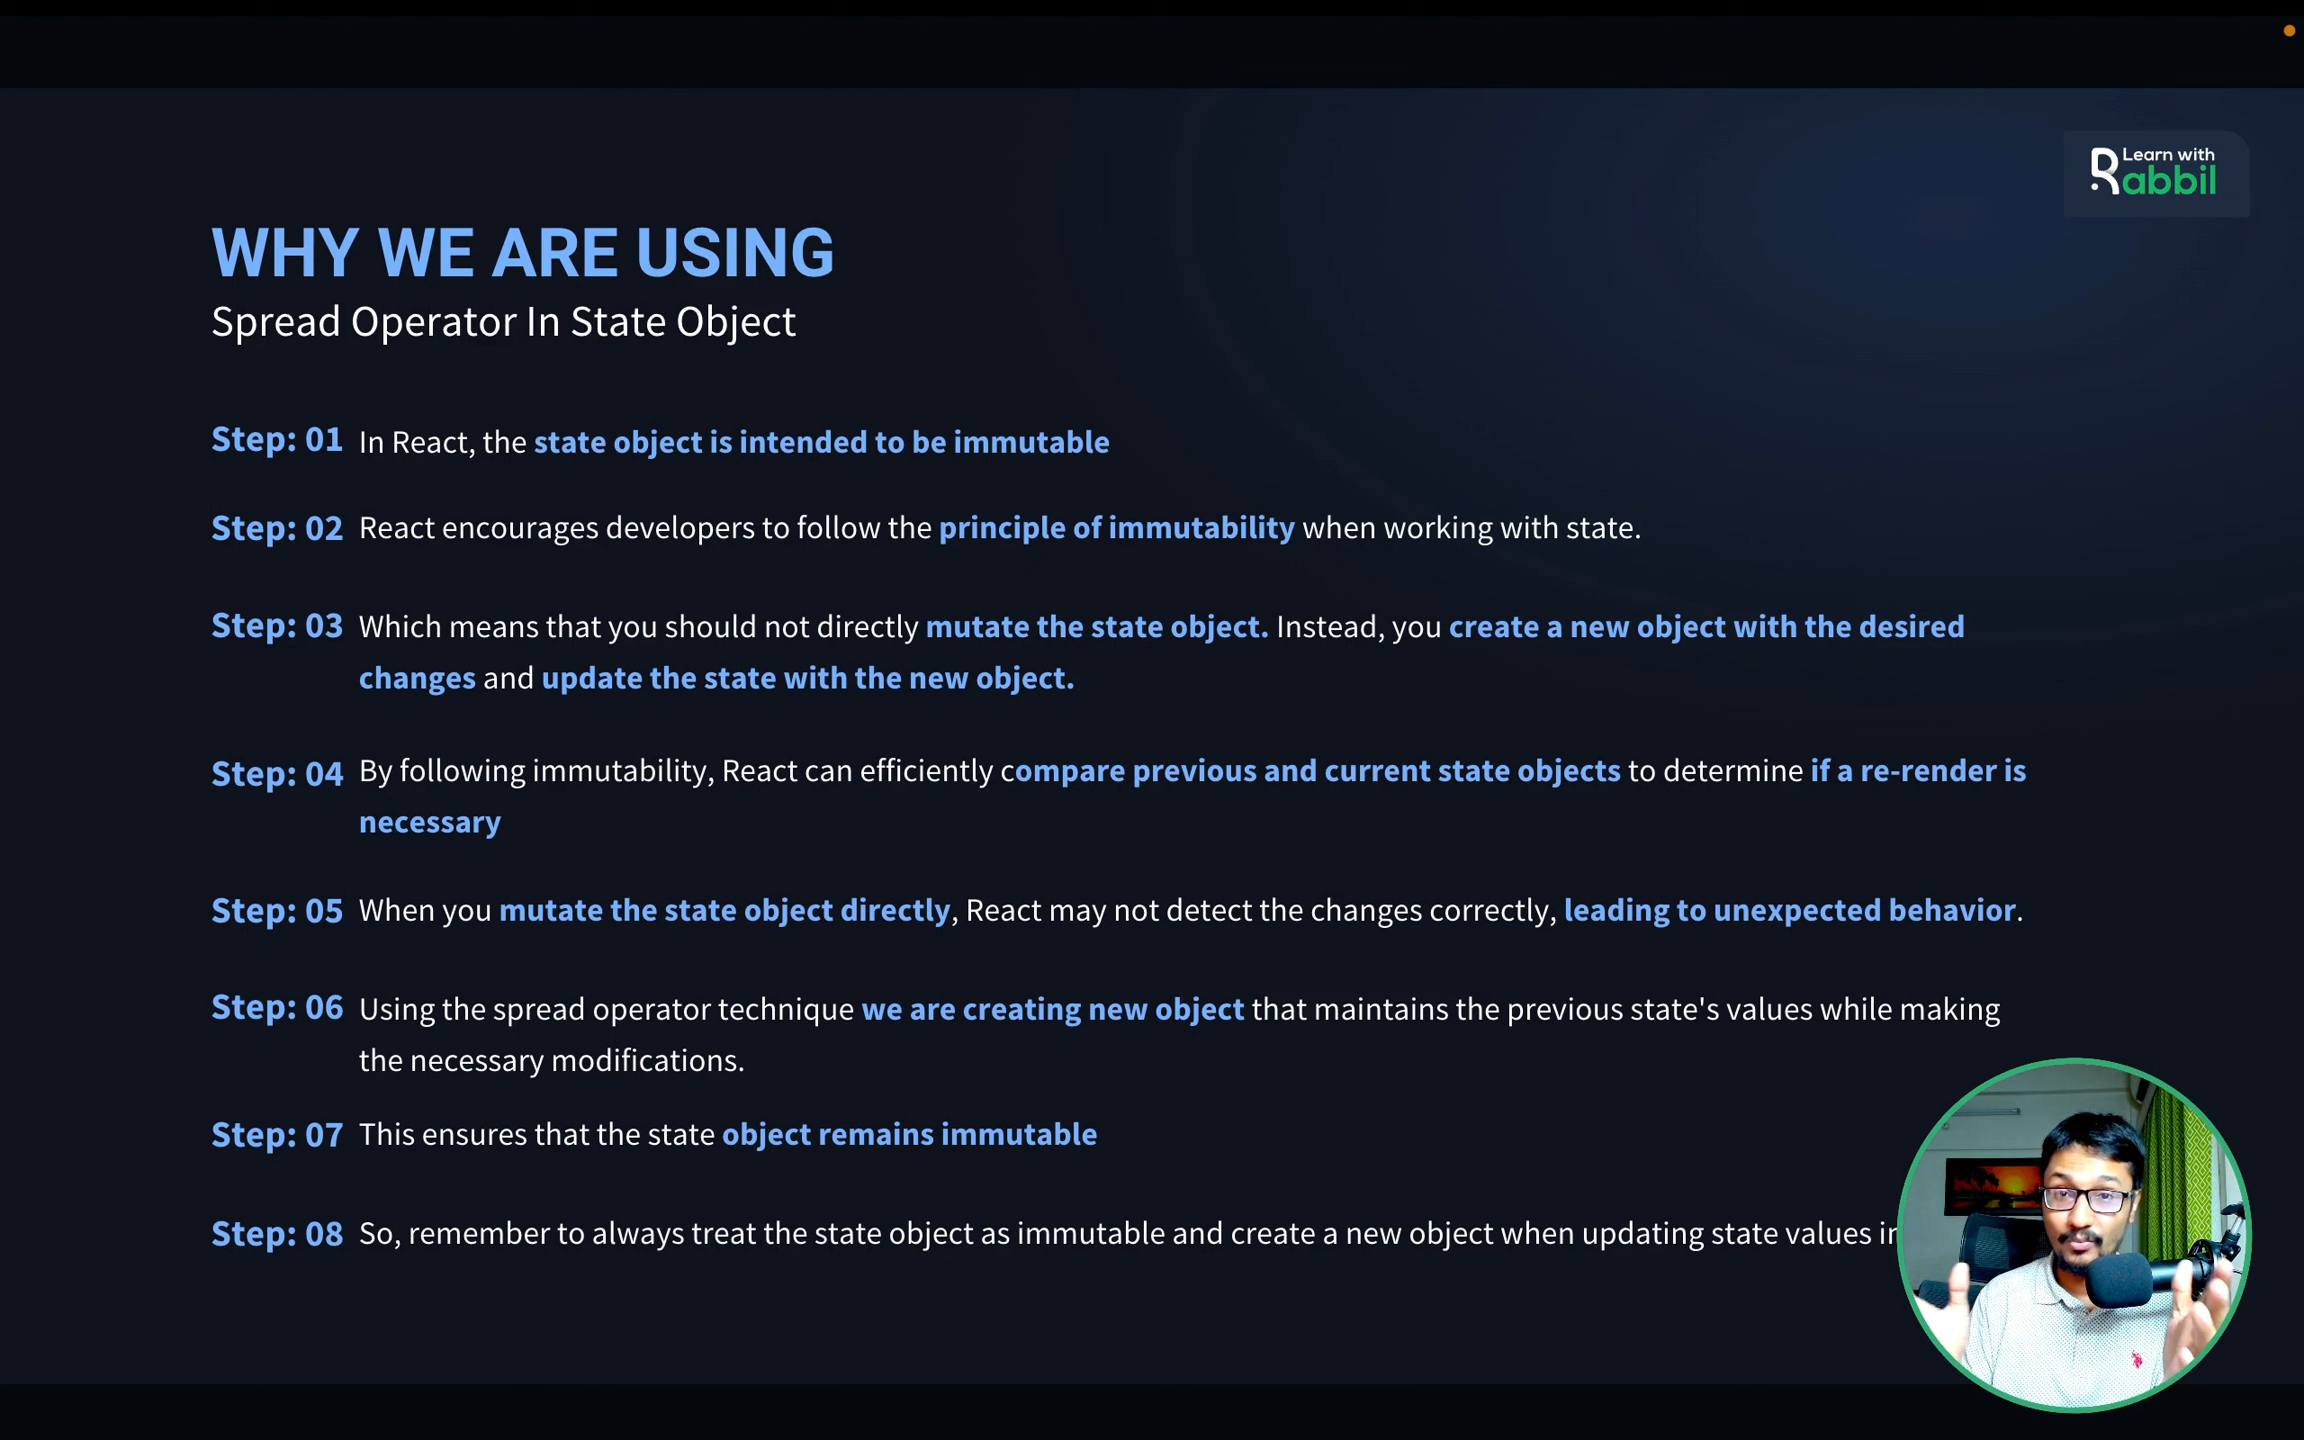 Learn with
Rabbil
WHY WE ARE USING
Spread Operator In State Object
Step: 01 In React, the state object is intended to be immutable
Step: 02 React encourages developers to follow the principle of immutability when working with state.
Step: 03 Which means that you should not directly mutate the state object. Instead, you create a new object with the desired
changes and update the state with the new object.
Step: 04 By following immutability, React can efficiently compare previous and current state objects to determine if a re-render is
necessary
Step: 05 When you mutate the state object directly, React may not detect the changes correctly, leading to unexpected behavior.
Step: 06 Using the spread operator technique we are creating new object that maintains the previous state's values while making
the necessary modifications.
Step: 07 This ensures that the state object remains immutable
Step: 08 So, remember to always treat the state object as immutable and create a new object when updating state values